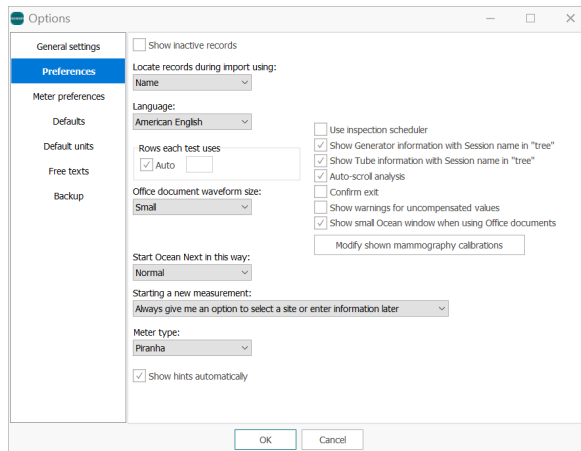 Options
General settings
Preferences
Meter preferences
Defaults
Default units
Free texts
Backup
Show inactive records
Locate records during import using:
Name
Language:
American English
Rows each test uses
Auto
Office document waveform size:
Small
Use inspection scheduler
Show Generator information with Session name in "tree"
Show Tube information with Session name in "tree"
Auto-scroll analysis
Confirm exit
Show warnings for uncompensated values
Show small Ocean window when using Office documents
Modify shown mammography calibrations
Start Ocean Next in this way:
Normal
Starting a new measurement:
Always give me an option to select a site or enter information later
Meter type:
Piranha
Show hints automatically
OK
Cancel